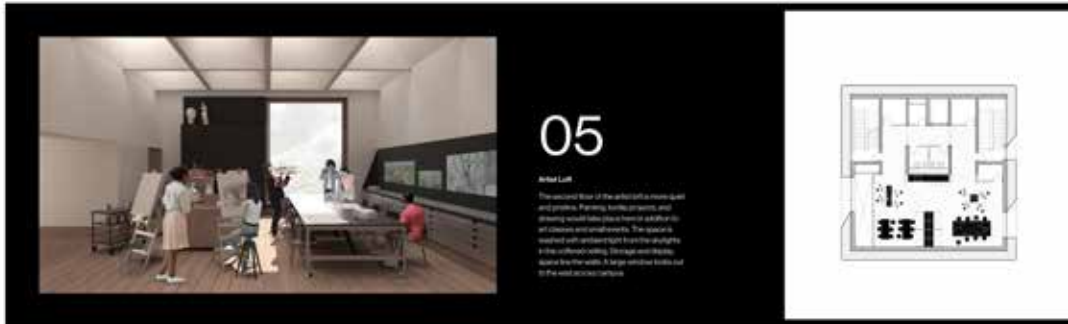 05
Artist Loft
The second floor of the artist loft is more quiet
and pristine. Painting, textile projects, and
drawing would take place here in addition to
art classes and small events. The space is
washed with ambient light from the skylights
in the coffered ceiling. Storage and display
space line the walls. A large window looks out
to the west across campus.